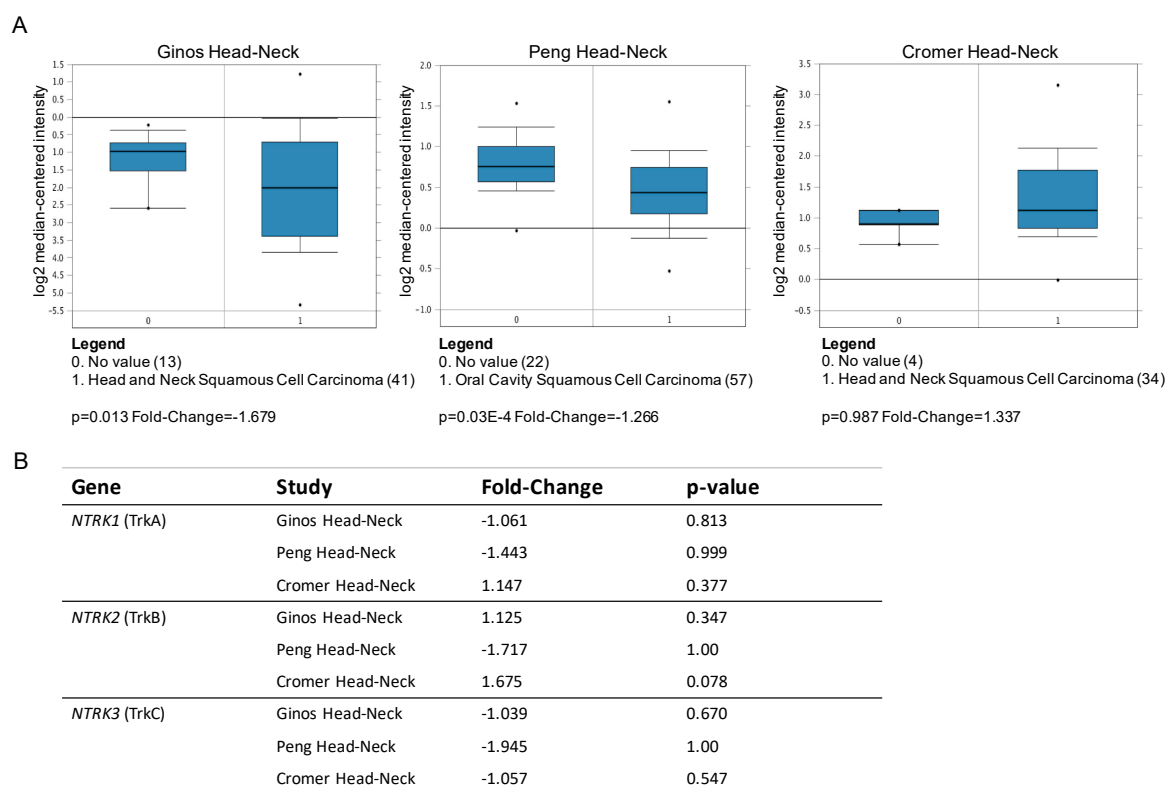 A
Ginos Head-Neck
log2 median-centered intensity
1.5
1.0
0.5
0.0
0.5
1.0
1.5
2.0
2.5
3.0
3.5
4.0
4.5
5.0
-5.5
0
1
Legend
0. No value (13)
1. Head and Neck Squamous Cell Carcinoma (41)
p=0.013 Fold-Change=-1.679
Peng Head-Neck
log2 median-centered intensity
2.0
1.5
1.0
0.5
0.0
0.5
-1.0
0
1
Legend
0. No value (22)
1. Oral Cavity Squamous Cell Carcinoma (57)
p=0.03E-4 Fold-Change=-1.266
Cromer Head-Neck
log2 median-centered intensity
3.5
3.0
2.5
2.0
1.5
1.0
0.5
0.0
-0.5
0
1
Legend
0. No value (4)
1. Head and Neck Squamous Cell Carcinoma (34)
p=0.987 Fold-Change=1.337
B
Gene Study Fold-Change p-value
NTRK1 (TrkA) Ginos Head-Neck -1.061 0.813
Peng Head-Neck -1.443 0.999
Cromer Head-Neck 1.147 0.377
NTRK2 (TrkB) Ginos Head-Neck 1.125 0.347
Peng Head-Neck -1.717 1.00
Cromer Head-Neck 1.675 0.078
NTRK3 (TrkC) Ginos Head-Neck -1.039 0.670
Peng Head-Neck -1.945 1.00
Cromer Head-Neck -1.057 0.547